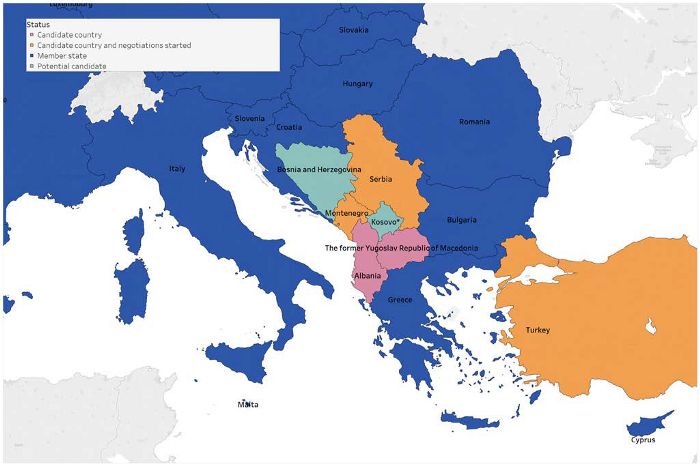 Luxembourg
Status
Candidate country
Candidate country and negotiations started
Member state
Potential candidate
Slovakia
Hungary
Slovenia
Romania
Croatia
Italy
Bosnia and Herzegovina
Serbia
Montenegro
Kosovo*
Bulgaria
The former Yugoslav Republic of Macedonia
Albania
Greece
Turkey
Malta
Cyprus